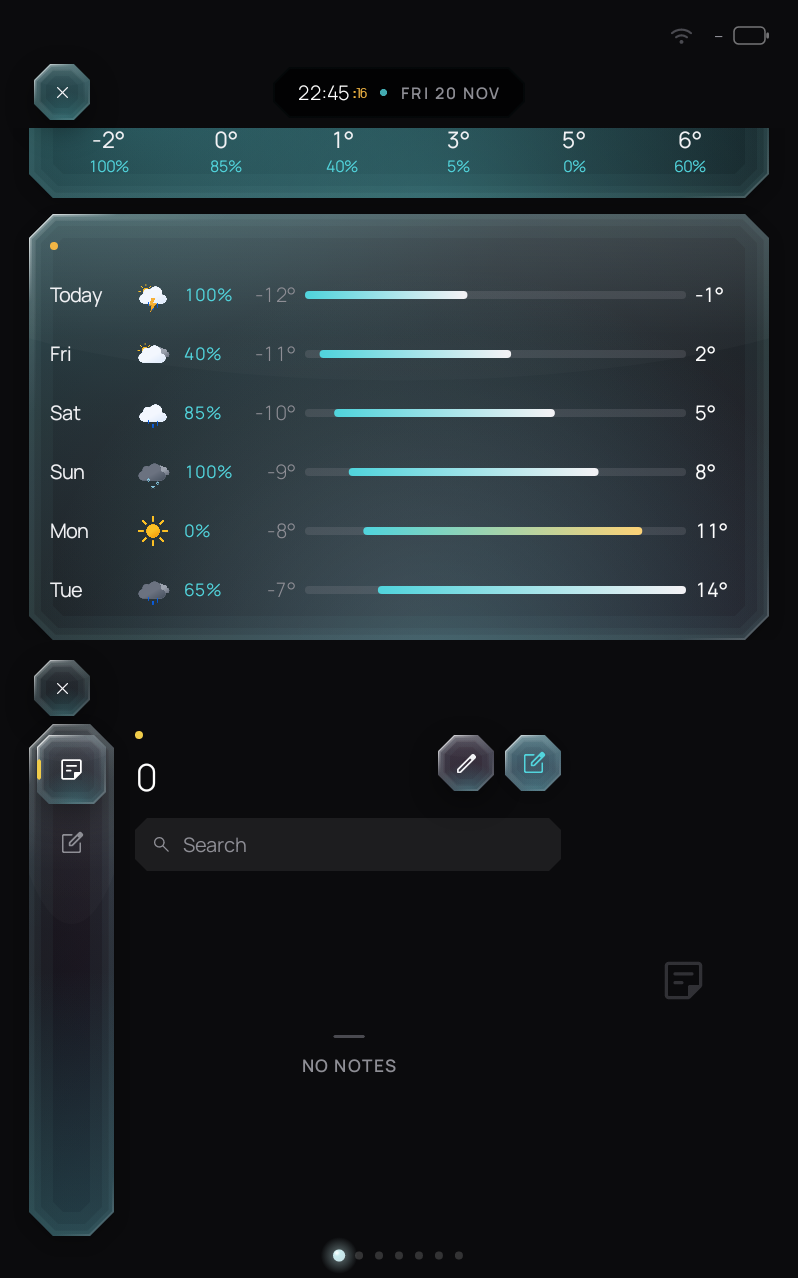 22:45:16 FRI 20 NOV
-2° 0° 1° 3° 5° 6°
100% 85% 40% 5% 0% 60%
Today 100% -12° -1°
Fri 40% -11° 2°
Sat 85% -10° 5°
Sun 100% -9° 8°
Mon 0% -8° 11°
Tue 65% -7° 14°
0
Search
NO NOTES